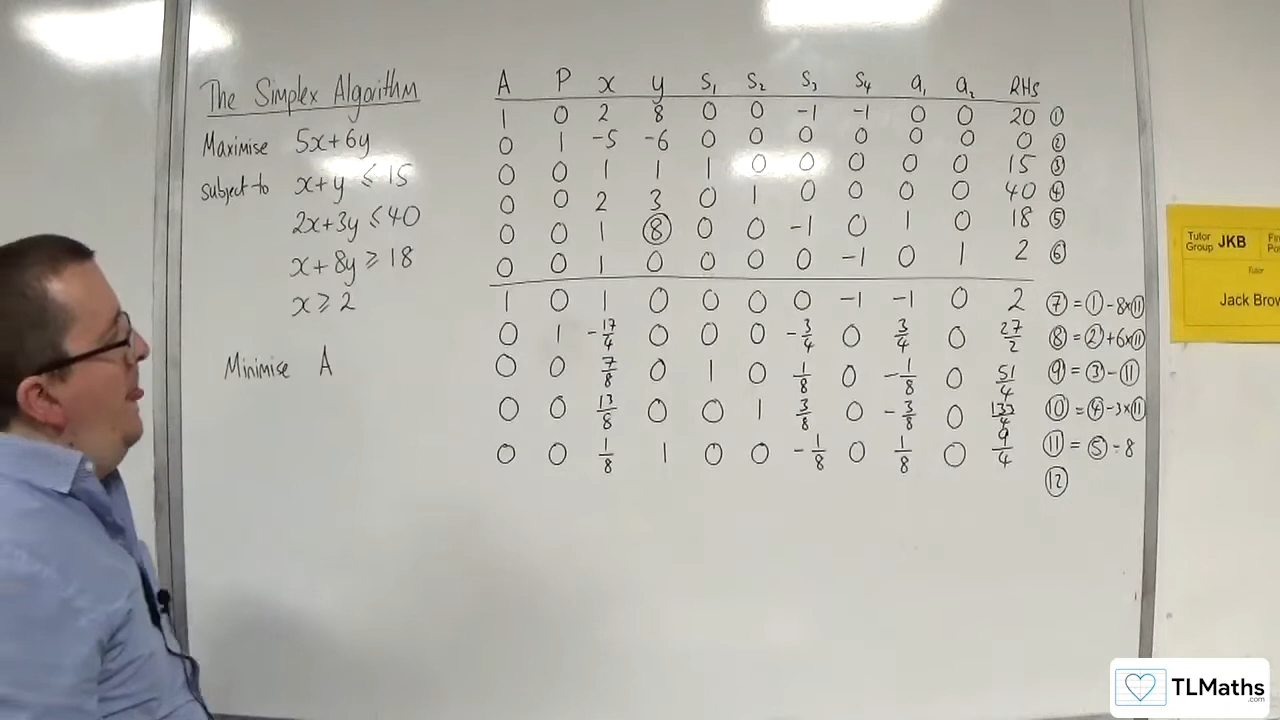 The Simplex Algorithm
Maximise 5x+6y
subject to x+y ≤ 15
2x+3y ≤ 40
x+8y ≥ 18
x ≥ 2
Minimise A
A P x y S₁ S₂ S₃ S₄ a₁ a₂ RHS
1 0 2 8 0 0 -1 -1 0 0 20 ①
0 1 -5 -6 0 0 0 0 0 0 0 ②
0 0 1 1 1 0 0 0 0 0 15 ③
0 0 2 3 0 1 0 0 0 0 40 ④
0 0 1 ⑧ 0 0 -1 0 1 0 18 ⑤
0 0 1 0 0 0 0 -1 0 1 2 ⑥
1 0 1 0 0 0 0 -1 -1 0 2 ⑦ = ① - 8×⑪
0 1 -17/4 0 0 0 -3/4 0 3/4 0 27/2 ⑧ = ② + 6×⑪
0 0 7/8 0 1 0 1/8 0 -1/8 0 51/4 ⑨ = ③ - ⑪
0 0 13/8 0 0 1 3/8 0 -3/8 0 133/4 ⑩ = ④ - 3×⑪
0 0 1/8 1 0 0 -1/8 0 1/8 0 9/4 ⑪ = ⑤ ÷ 8
⑫
Tutor Group JKB
Tutor
Jack Brow
TLMaths
.com